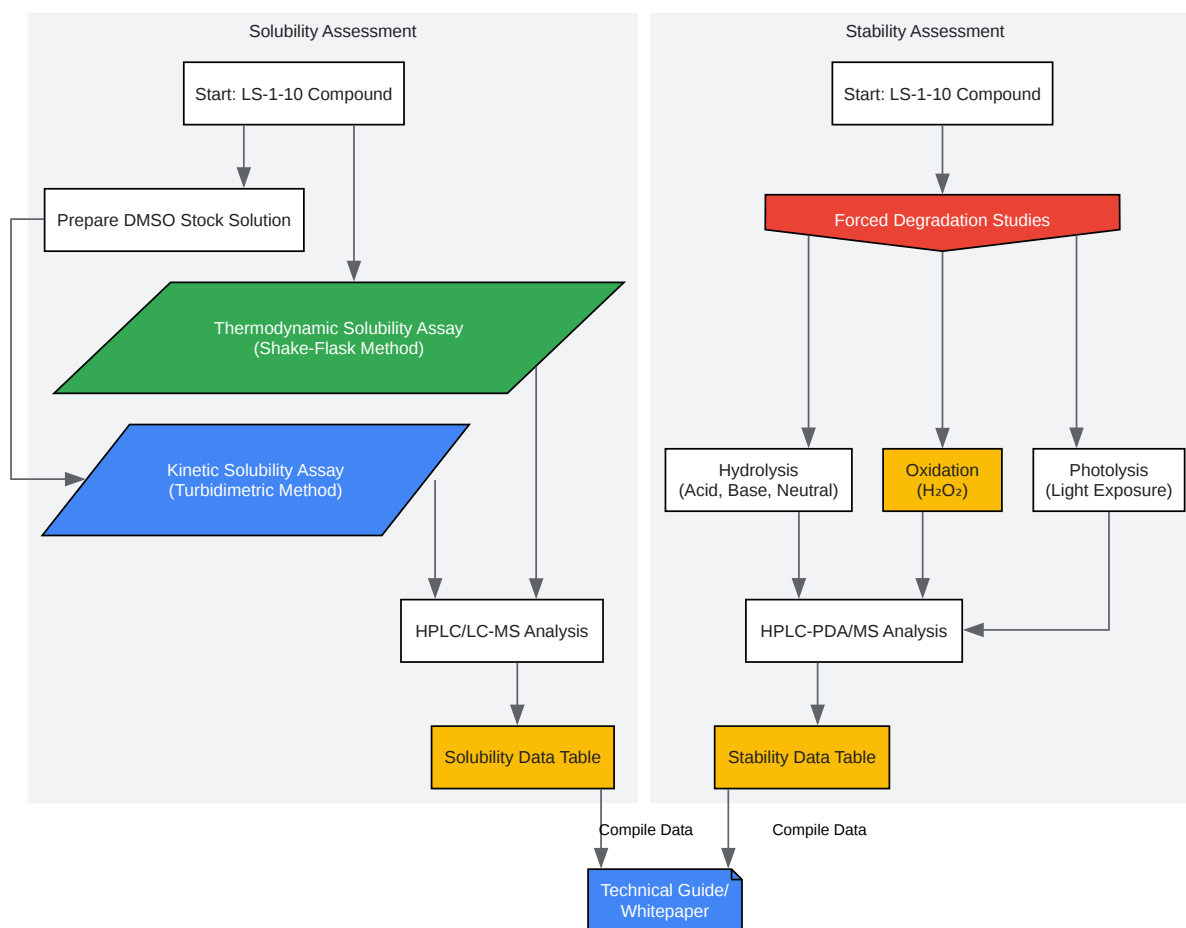 Solubility Assessment
Start: LS-1-10 Compound
Prepare DMSO Stock Solution
Thermodynamic Solubility Assay
(Shake-Flask Method)
Kinetic Solubility Assay
(Turbidimetric Method)
HPLC/LC-MS Analysis
Solubility Data Table
Compile Data
Stability Assessment
Start: LS-1-10 Compound
Forced Degradation Studies
Hydrolysis
(Acid, Base, Neutral)
Oxidation
(H₂O₂)
Photolysis
(Light Exposure)
HPLC-PDA/MS Analysis
Stability Data Table
Compile Data
Technical Guide/
Whitepaper